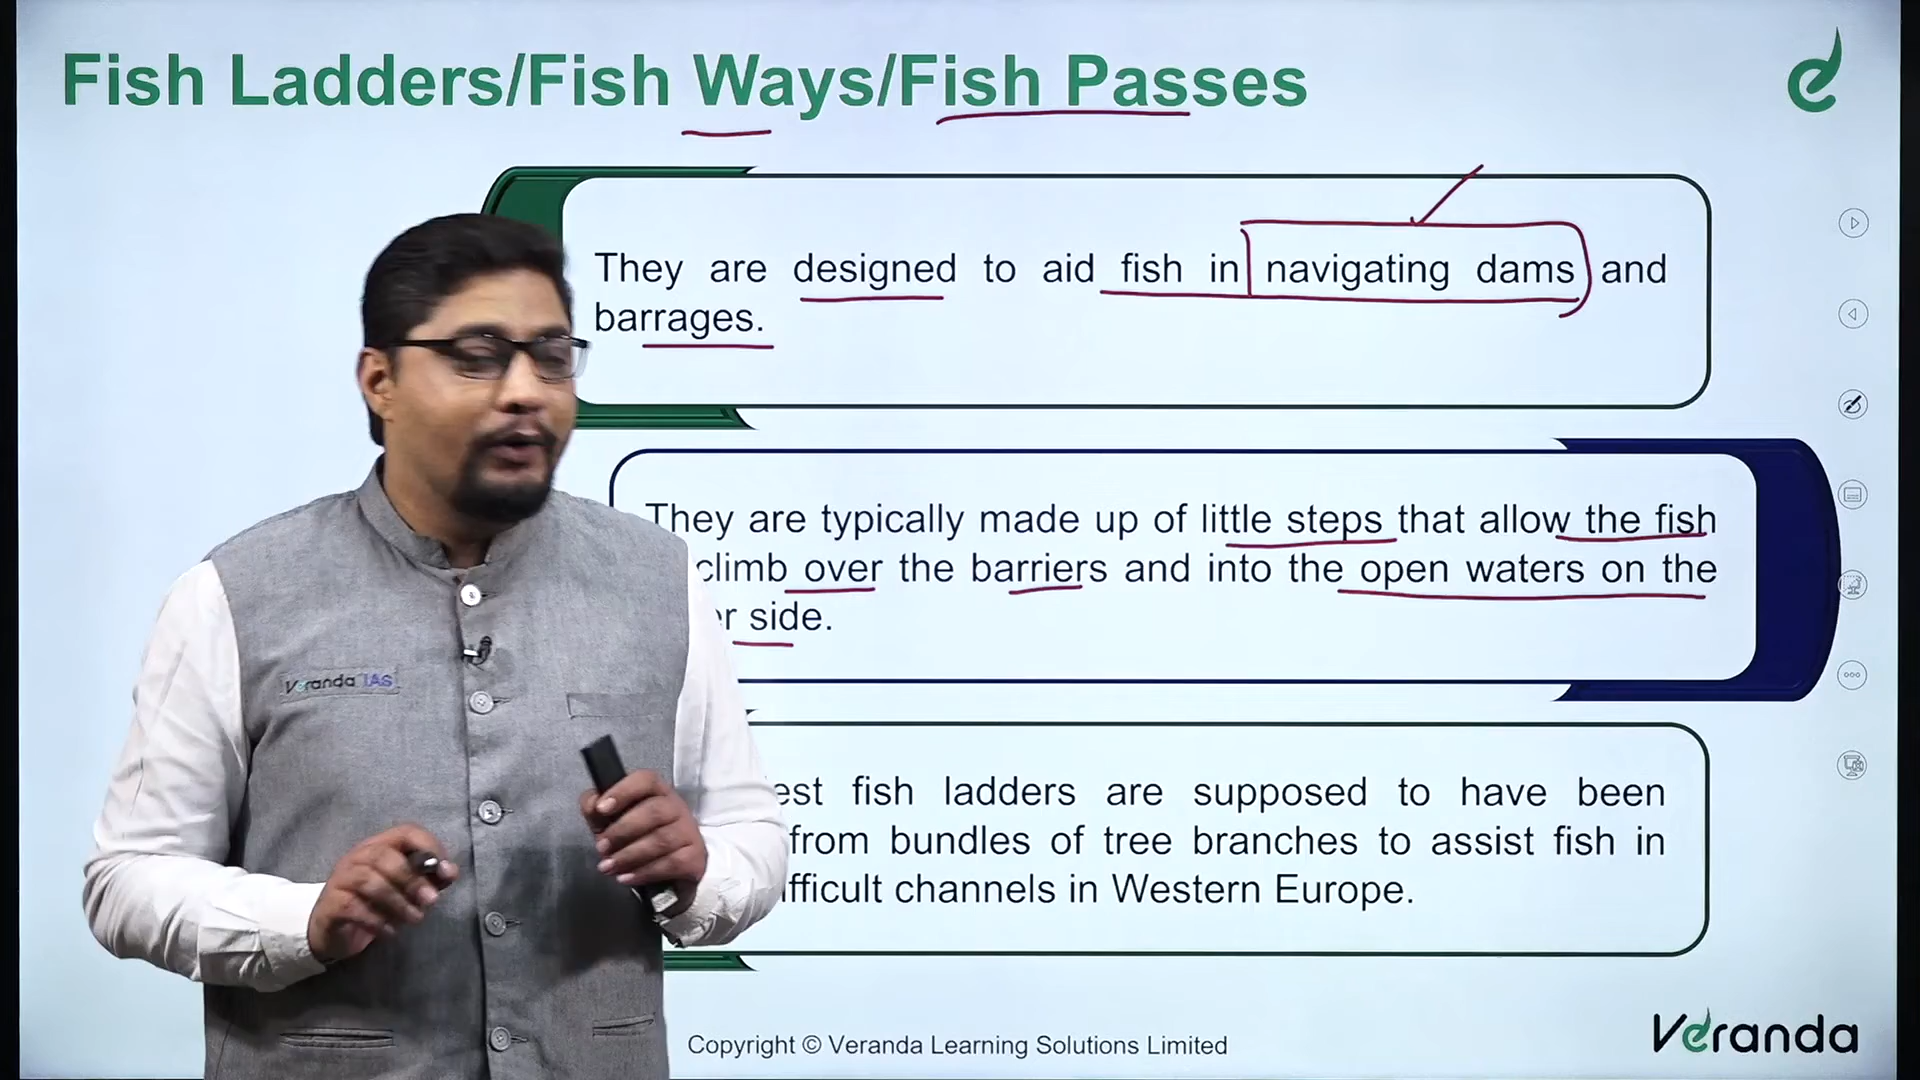 Fish Ladders/Fish Ways/Fish Passes
They are designed to aid fish in navigating dams and
barrages.
They are typically made up of little steps that allow the fish
climb over the barriers and into the open waters on the
side.
fish ladders are supposed to have been
from bundles of tree branches to assist fish in
channels in Western Europe.
Veranda IAS
Copyright © Veranda Learning Solutions Limited
Veranda